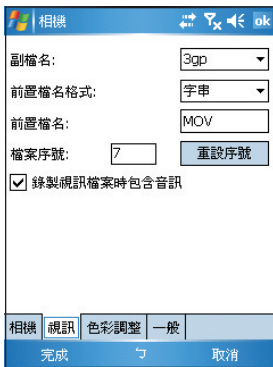 相機 ok
副檔名: 3gp
前置檔名格式: 字串
前置檔名: MOV
檔案序號: 7 重設序號
錄製視訊檔案時包含音訊
相機 視訊 色彩調整 一般
完成 ㄅ 取消